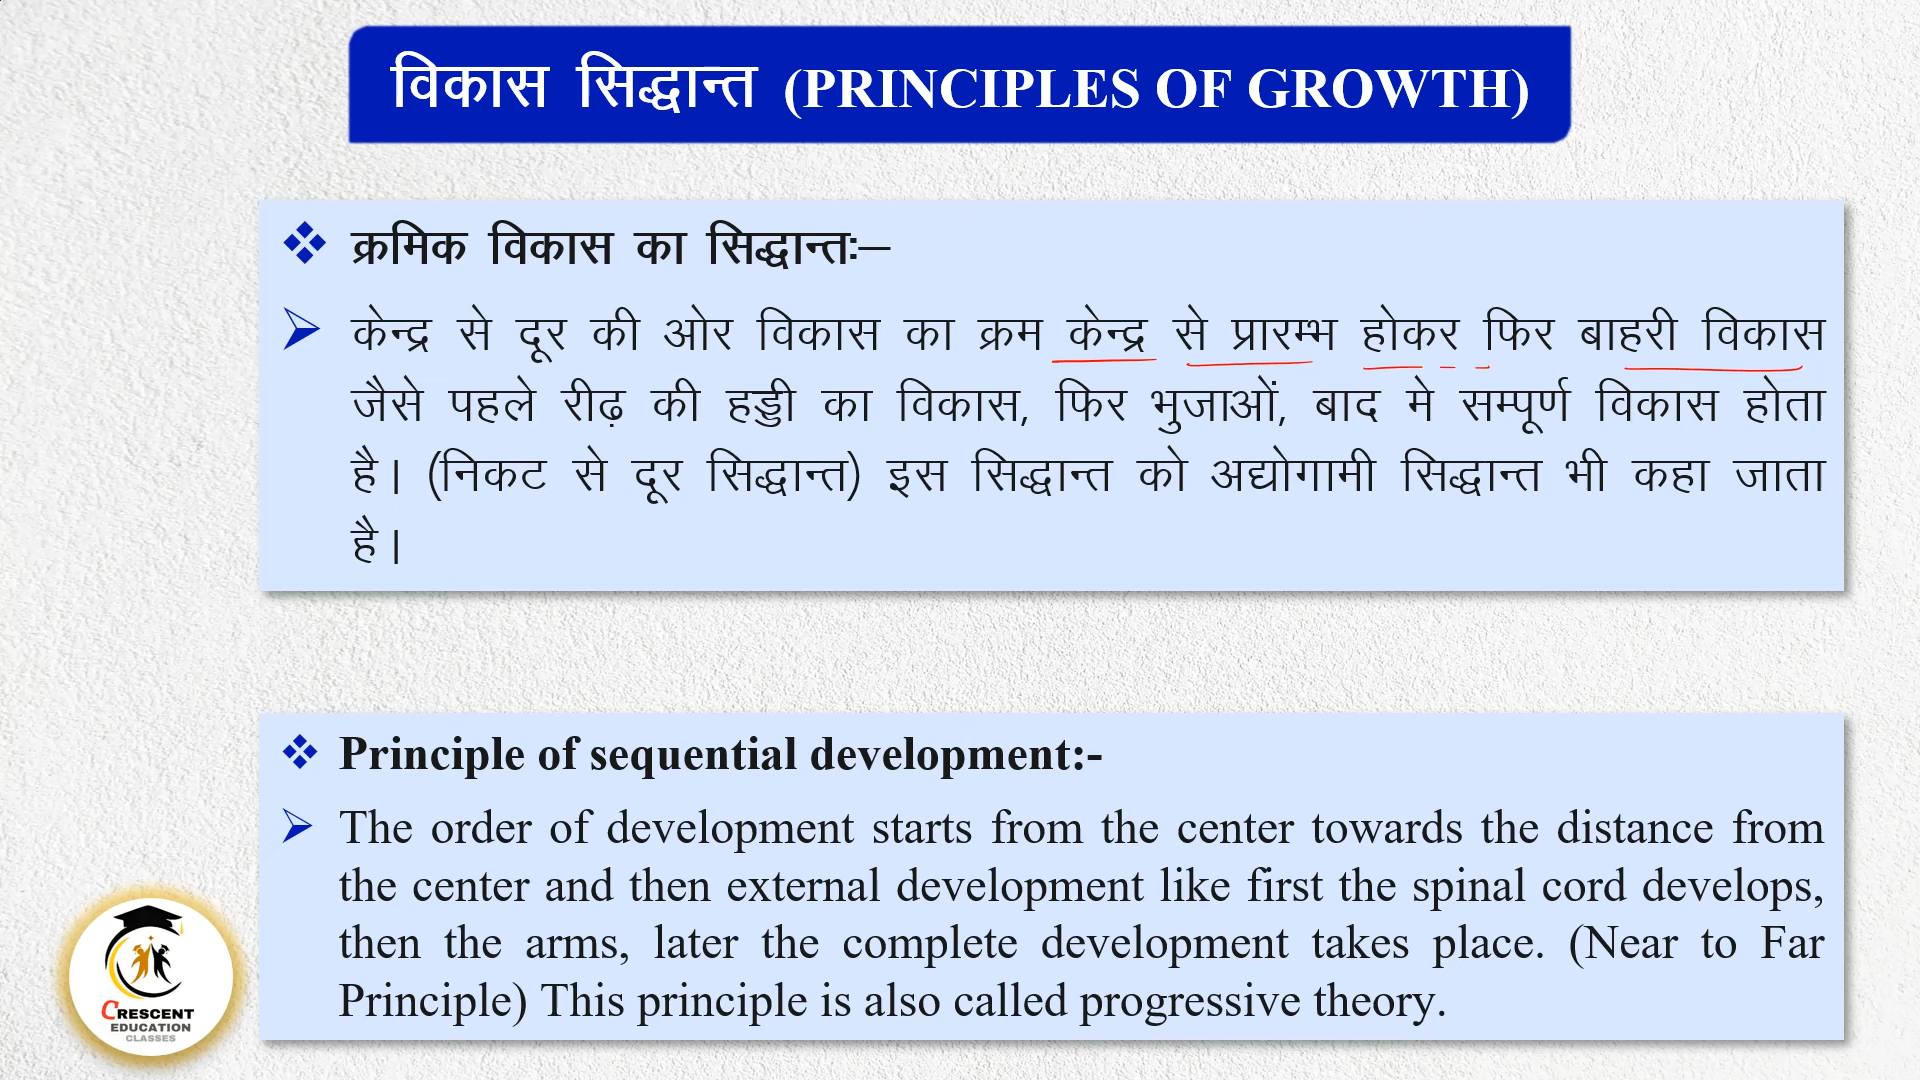 विकास सिद्धान्त (PRINCIPLES OF GROWTH)
❖ क्रमिक विकास का सिद्धान्तः–
➢ केन्द्र से दूर की ओर विकास का क्रम केन्द्र से प्रारम्भ होकर फिर बाहरी विकास
जैसे पहले रीढ़ की हड्डी का विकास, फिर भुजाओं, बाद मे सम्पूर्ण विकास होता
है। (निकट से दूर सिद्धान्त) इस सिद्धान्त को अद्योगामी सिद्धान्त भी कहा जाता
है।
❖ Principle of sequential development:-
➢ The order of development starts from the center towards the distance from
the center and then external development like first the spinal cord develops,
then the arms, later the complete development takes place. (Near to Far
Principle) This principle is also called progressive theory.
CRESCENT
EDUCATION
CLASSES